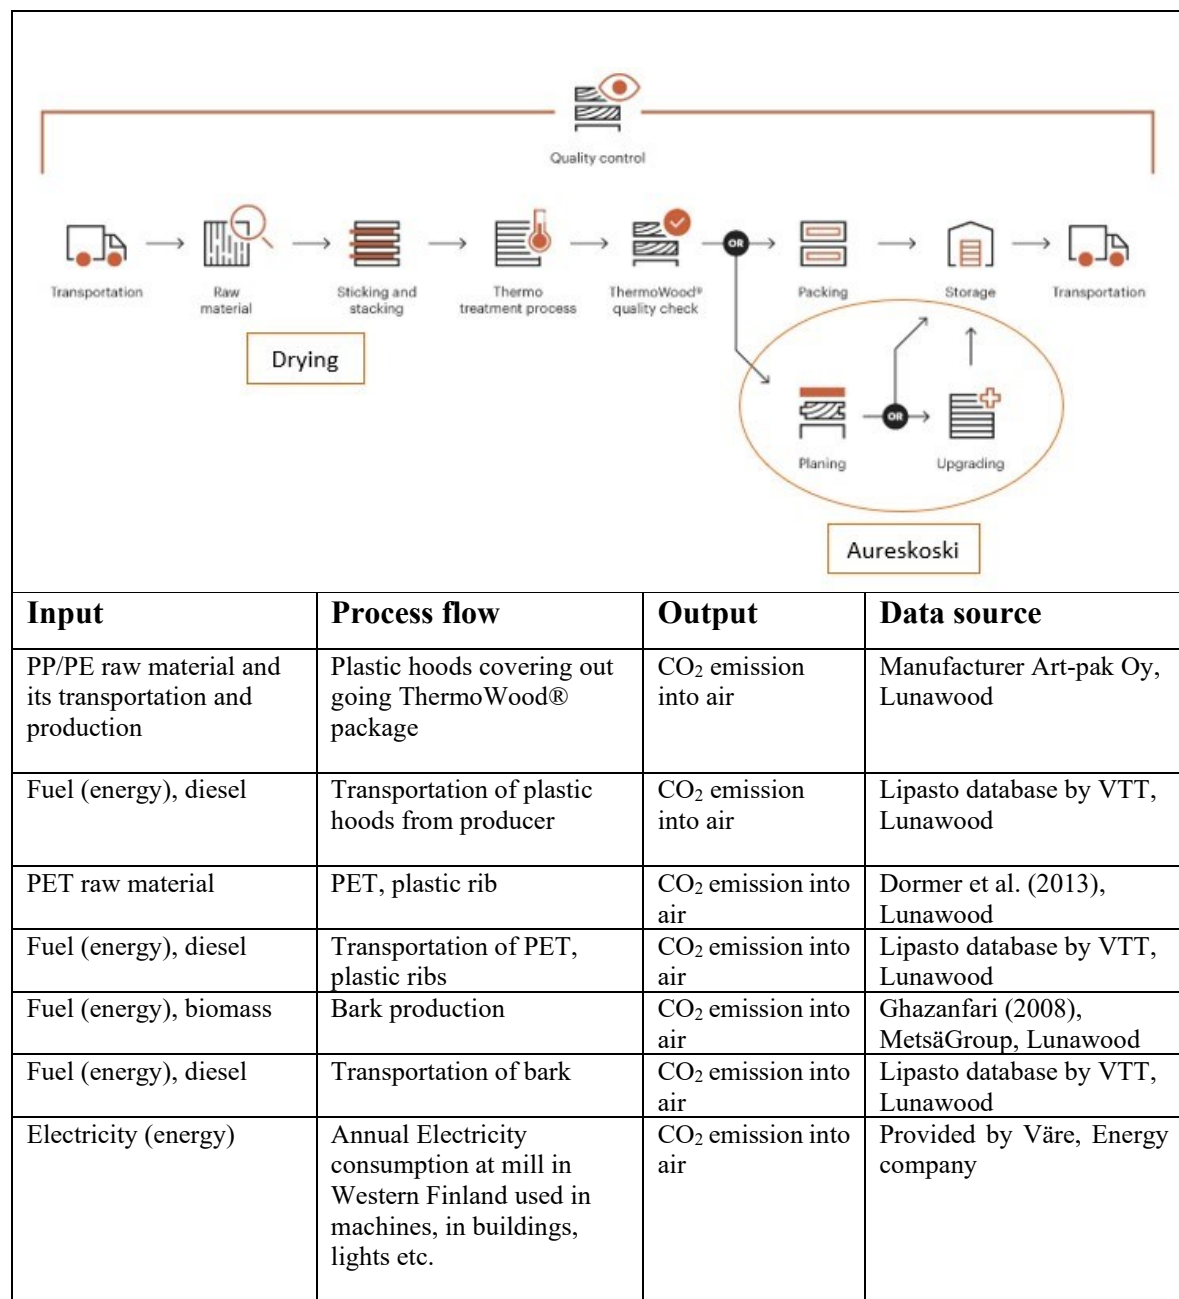 Quality control
OR
Transportation
Raw
material
Sticking and
stacking
Thermo
treatment process
ThermoWood®
quality check
Packing
Storage
Transportation
Drying
OR
Planing
Upgrading
Aureskoski
Input
Process flow
Output
Data source
PP/PE raw material and
its transportation and
production
Plastic hoods covering out
going ThermoWood®
package
CO₂ emission
into air
Manufacturer Art-pak Oy,
Lunawood
Fuel (energy), diesel
Transportation of plastic
hoods from producer
CO₂ emission
into air
Lipasto database by VTT,
Lunawood
PET raw material
PET, plastic rib
CO₂ emission into
air
Dormer et al. (2013),
Lunawood
Fuel (energy), diesel
Transportation of PET,
plastic ribs
CO₂ emission into
air
Lipasto database by VTT,
Lunawood
Fuel (energy), biomass
Bark production
CO₂ emission into
air
Ghazanfari (2008),
MetsäGroup, Lunawood
Fuel (energy), diesel
Transportation of bark
CO₂ emission into
air
Lipasto database by VTT,
Lunawood
Electricity (energy)
Annual Electricity
consumption at mill in
Western Finland used in
machines, in buildings,
lights etc.
CO₂ emission into
air
Provided by Väre, Energy
company